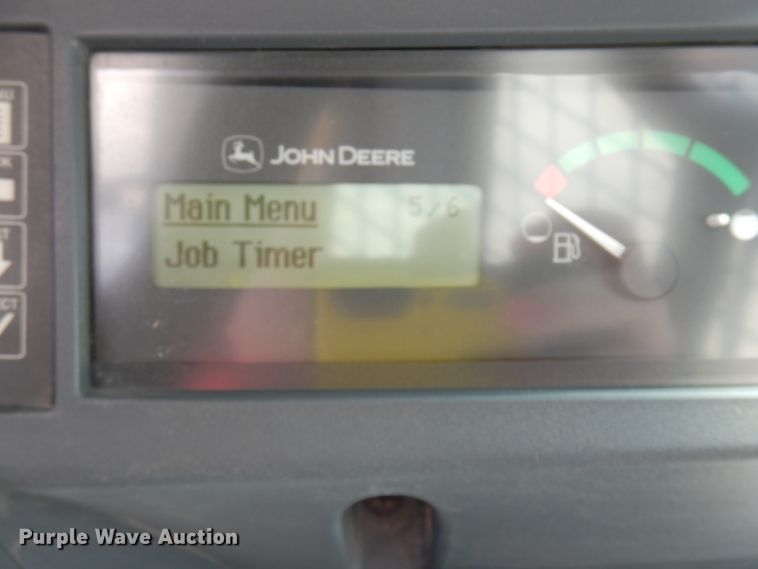 JOHN DEERE
Main Menu 5/6
Job Timer
Purple Wave Auction